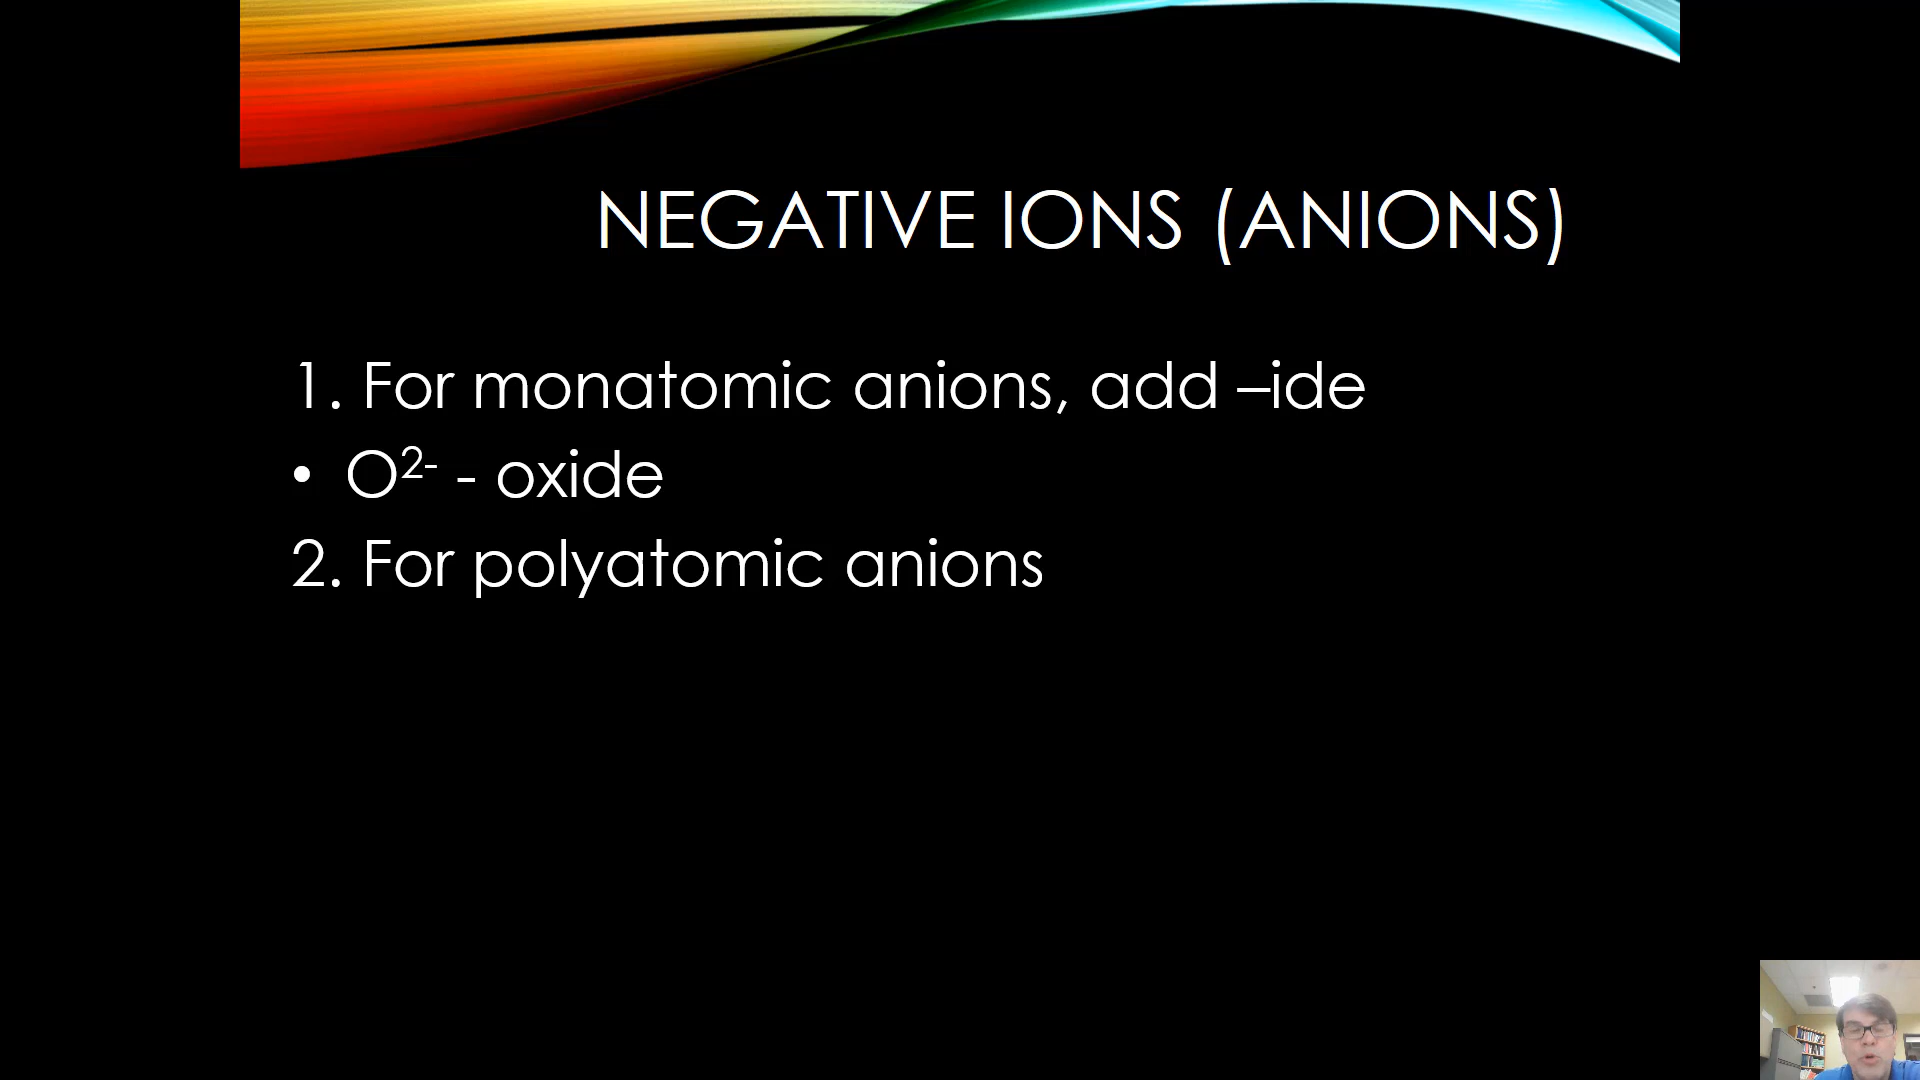 NEGATIVE IONS (ANIONS)
1. For monatomic anions, add –ide
• O²⁻ - oxide
2. For polyatomic anions